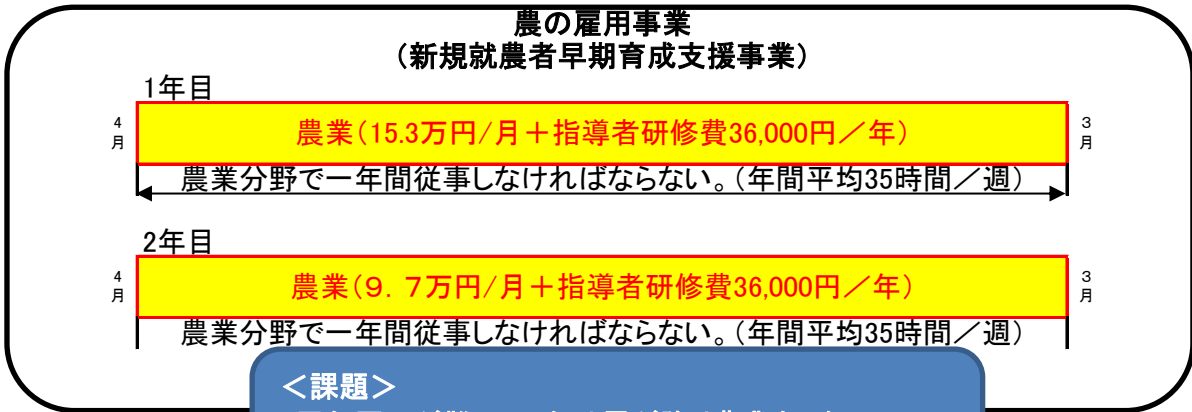 農の雇用事業
（新規就農者早期育成支援事業）
1年目
4月
農業（15.3万円/月＋指導者研修費36,000円／年）
3月
農業分野で一年間従事しなければならない。（年間平均35時間／週）
2年目
4月
農業（９．７万円/月＋指導者研修費36,000円／年）
3月
農業分野で一年間従事しなければならない。（年間平均35時間／週）
＜課題＞